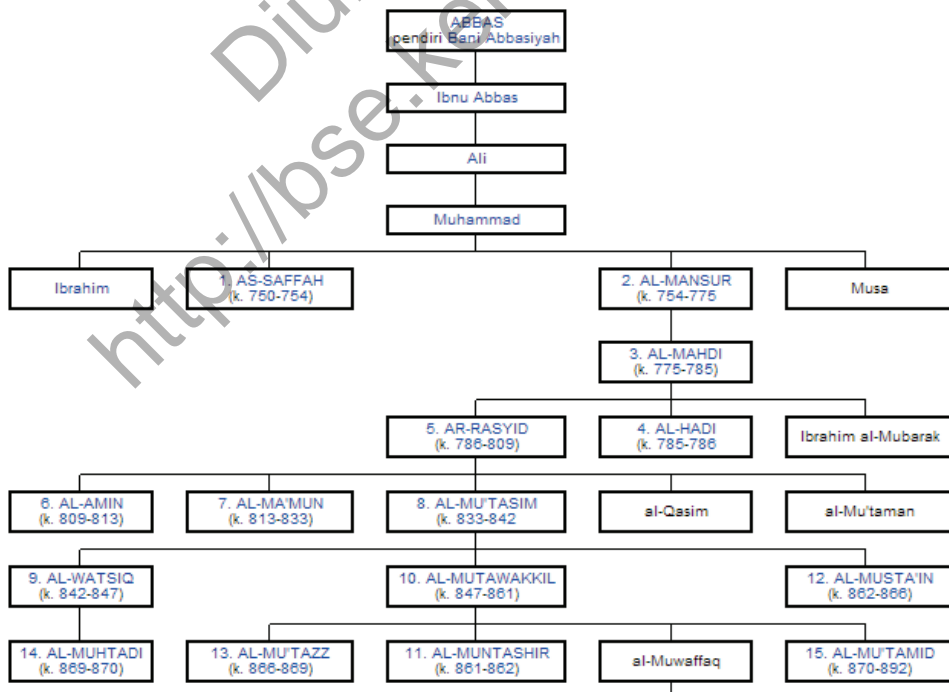 Diu
http://bse.ke
ABBAS
pendiri Bani Abbasiyah
Ibnu Abbas
Ali
Muhammad
Ibrahim
1. AS-SAFFAH
(k. 750-754)
2. AL-MANSUR
(k. 754-775
Musa
3. AL-MAHDI
(k. 775-785)
5. AR-RASYID
(k. 786-809)
4. AL-HADI
(k. 785-786
Ibrahim al-Mubarak
6. AL-AMIN
(k. 809-813)
7. AL-MA'MUN
(k. 813-833)
8. AL-MU'TASIM
(k. 833-842
al-Qasim
al-Mu'taman
9. AL-WATSIQ
(k. 842-847)
10. AL-MUTAWAKKIL
(k. 847-861)
12. AL-MUSTA'IN
(k. 862-866)
14. AL-MUHTADI
(k. 869-870)
13. AL-MU'TAZZ
(k. 866-869)
11. AL-MUNTASHIR
(k. 861-862)
al-Muwaffaq
15. AL-MU'TAMID
(k. 870-892)